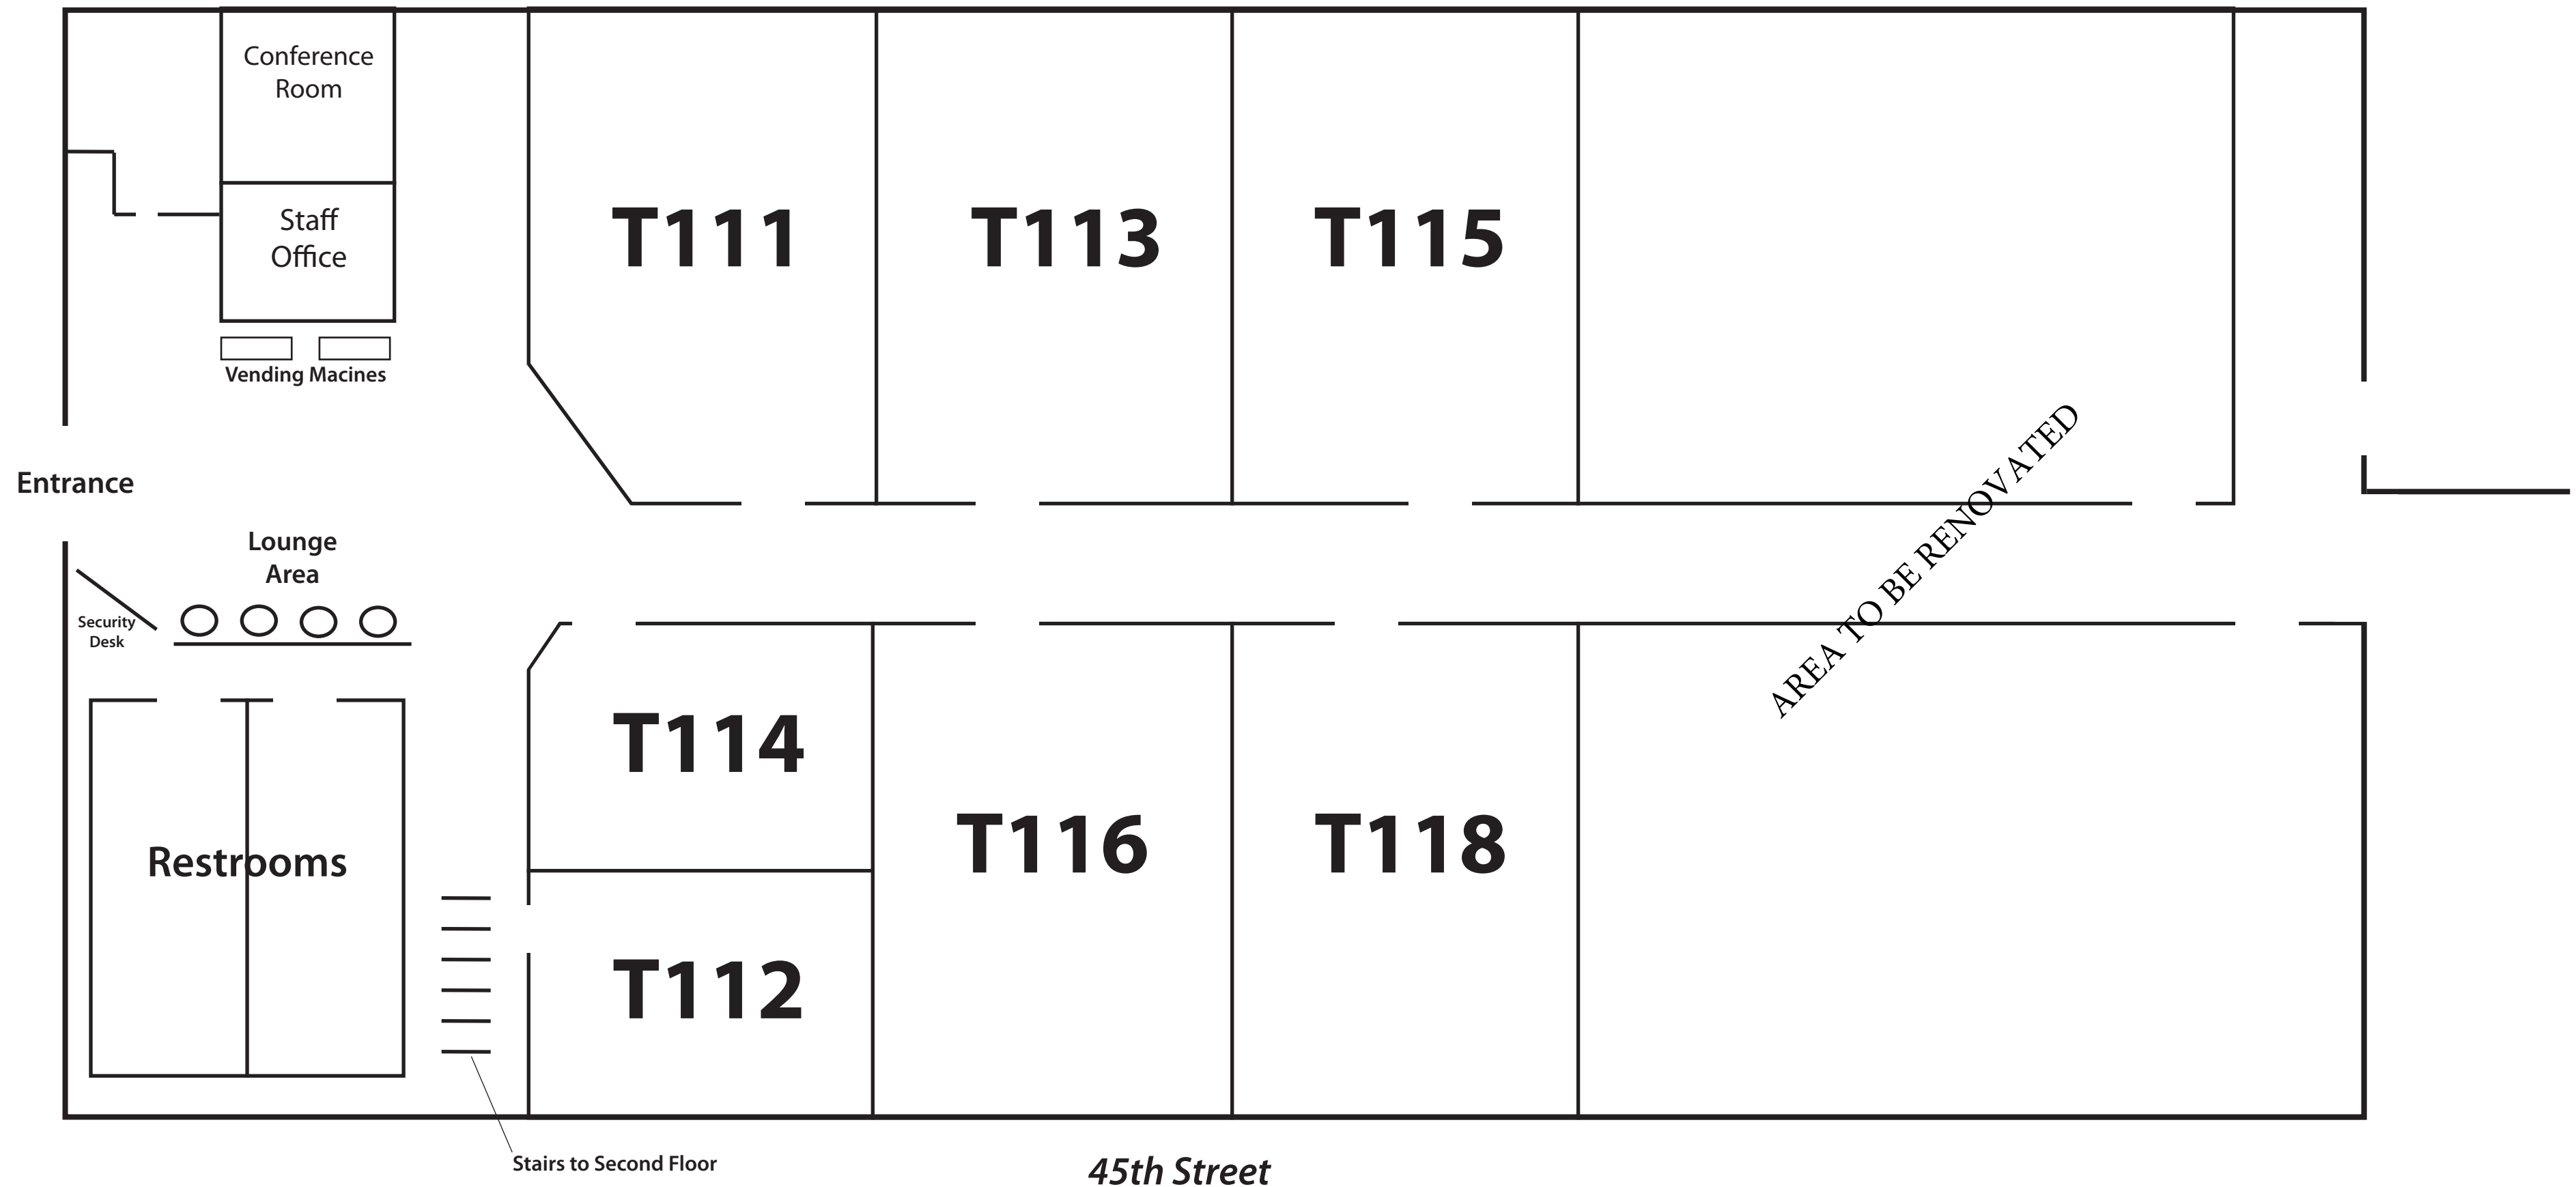 Conference
Room
Staff
Office
Vending Macines
T111
T113
T115
Entrance
Lounge
Area
Security
Desk
AREA TO BE RENOVATED
T114
T116
T118
Restrooms
T112
Stairs to Second Floor
45th Street